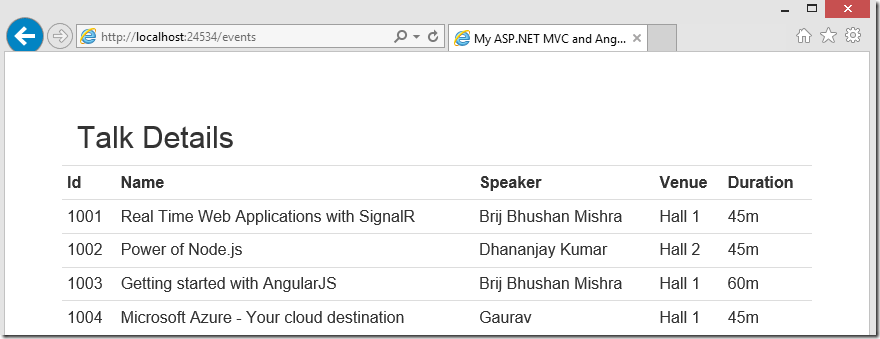 http://localhost:24534/events
My ASP.NET MVC and Ang...
Talk Details
Id Name Speaker Venue Duration
1001 Real Time Web Applications with SignalR Brij Bhushan Mishra Hall 1 45m
1002 Power of Node.js Dhananjay Kumar Hall 2 45m
1003 Getting started with AngularJS Brij Bhushan Mishra Hall 1 60m
1004 Microsoft Azure - Your cloud destination Gaurav Hall 1 45m